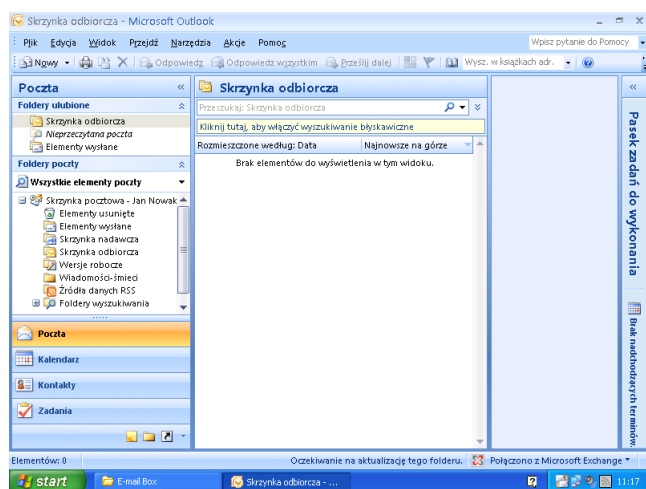 Skrzynka odbiorcza - Microsoft Outlook
Plik Edycja Widok Przejdź Narzędzia Akcje Pomoc
Wpisz pytanie do Pomocy
Nowy Odpowiedz Odpowiedz wszystkim Prześlij dalej Wysz. w książkach adr.
Poczta
Foldery ulubione
Skrzynka odbiorcza
Nieprzeczytana poczta
Elementy wysłane
Foldery poczty
Wszystkie elementy poczty
Skrzynka pocztowa - Jan Nowak
Elementy usunięte
Elementy wysłane
Skrzynka nadawcza
Skrzynka odbiorcza
Wersje robocze
Wiadomości-śmieci
Źródła danych RSS
Foldery wyszukiwania
Poczta
Kalendarz
Kontakty
Zadania
Skrzynka odbiorcza
Przeszukaj: Skrzynka odbiorcza
Kliknij tutaj, aby włączyć wyszukiwanie błyskawiczne
Rozmieszczone według: Data Najnowsze na górze
Brak elementów do wyświetlenia w tym widoku.
Pasek zadań do wykonania
Brak nadchodzących terminów.
Elementów: 0
Oczekiwanie na aktualizację tego folderu.
Połączono z Microsoft Exchange
start
E-mail Box
Skrzynka odbiorcza - ...
11:17